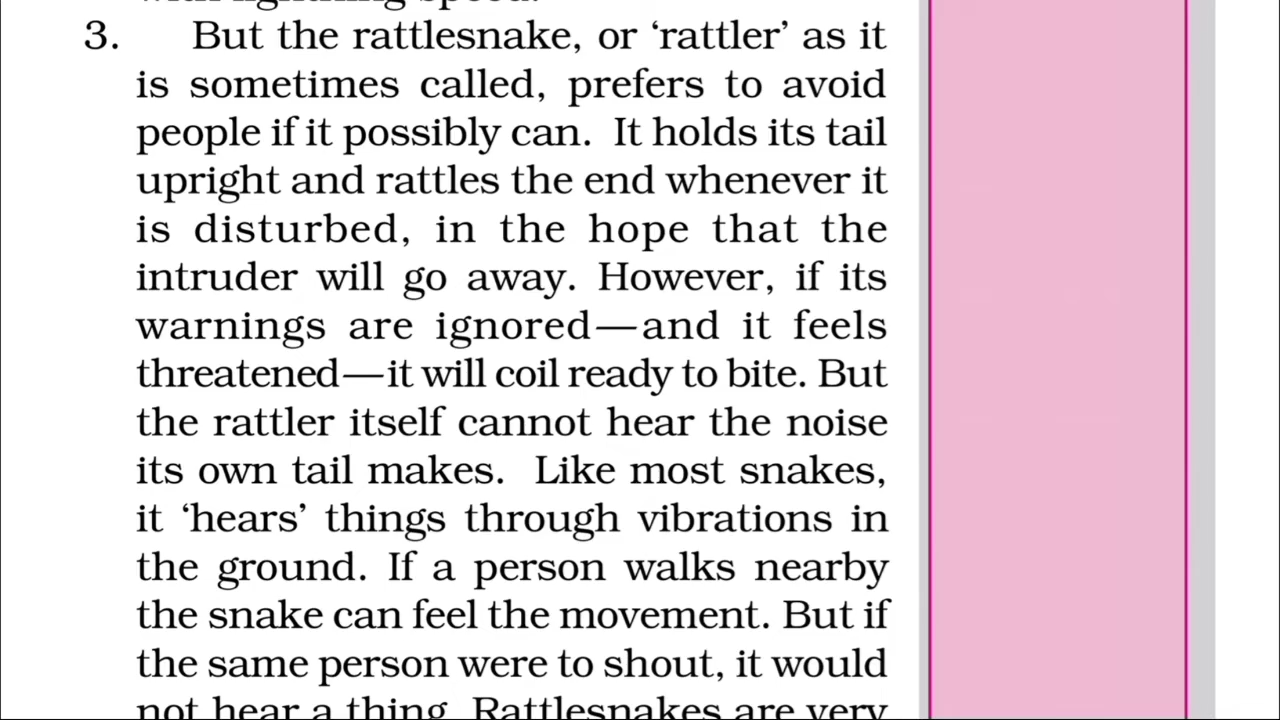 with lightning speed.
3. But the rattlesnake, or ‘rattler’ as it
is sometimes called, prefers to avoid
people if it possibly can. It holds its tail
upright and rattles the end whenever it
is disturbed, in the hope that the
intruder will go away. However, if its
warnings are ignored—and it feels
threatened—it will coil ready to bite. But
the rattler itself cannot hear the noise
its own tail makes. Like most snakes,
it ‘hears’ things through vibrations in
the ground. If a person walks nearby
the snake can feel the movement. But if
the same person were to shout, it would
not hear a thing. Rattlesnakes are very